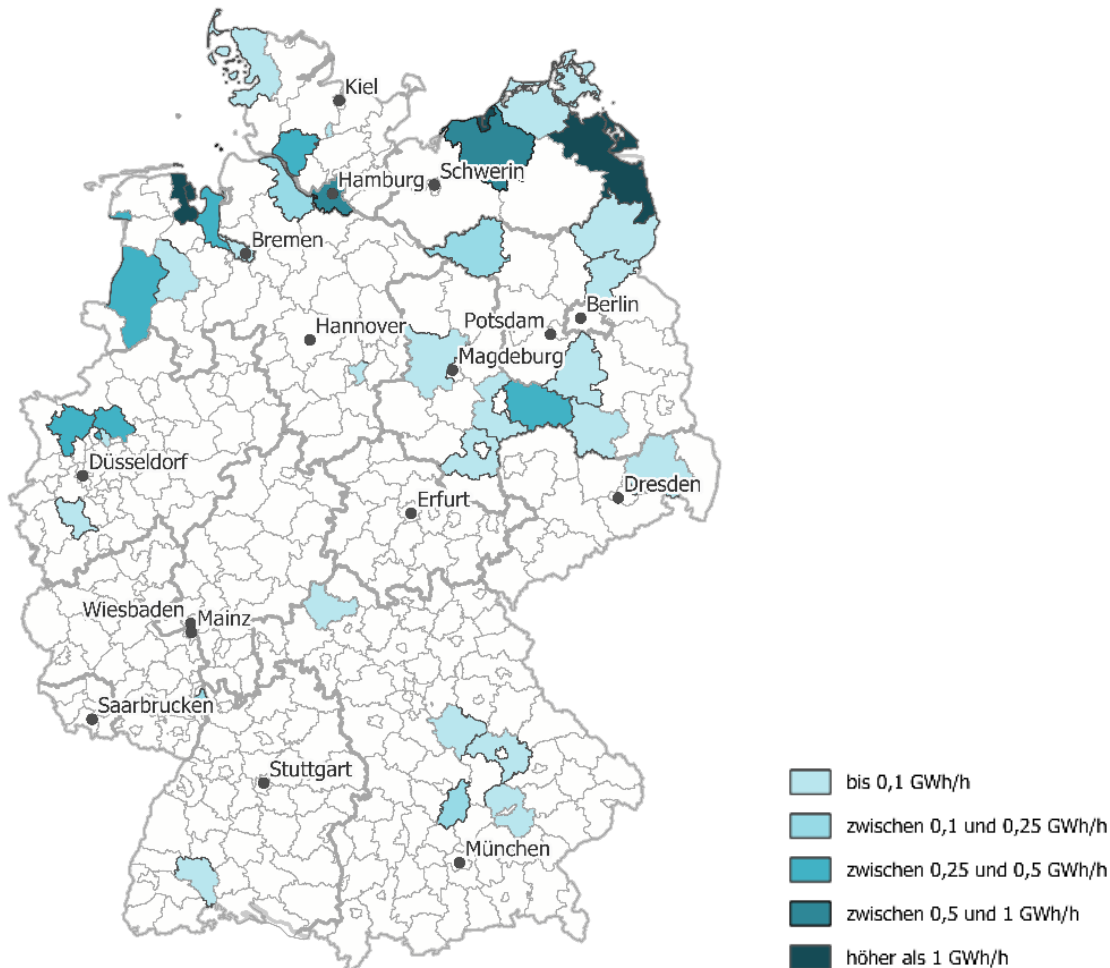 Kiel
Hamburg
Schwerin
Bremen
Berlin
Potsdam
Hannover
Magdeburg
Düsseldorf
Dresden
Erfurt
Wiesbaden
Mainz
Saarbrucken
Stuttgart
München
bis 0,1 GWh/h
zwischen 0,1 und 0,25 GWh/h
zwischen 0,25 und 0,5 GWh/h
zwischen 0,5 und 1 GWh/h
höher als 1 GWh/h